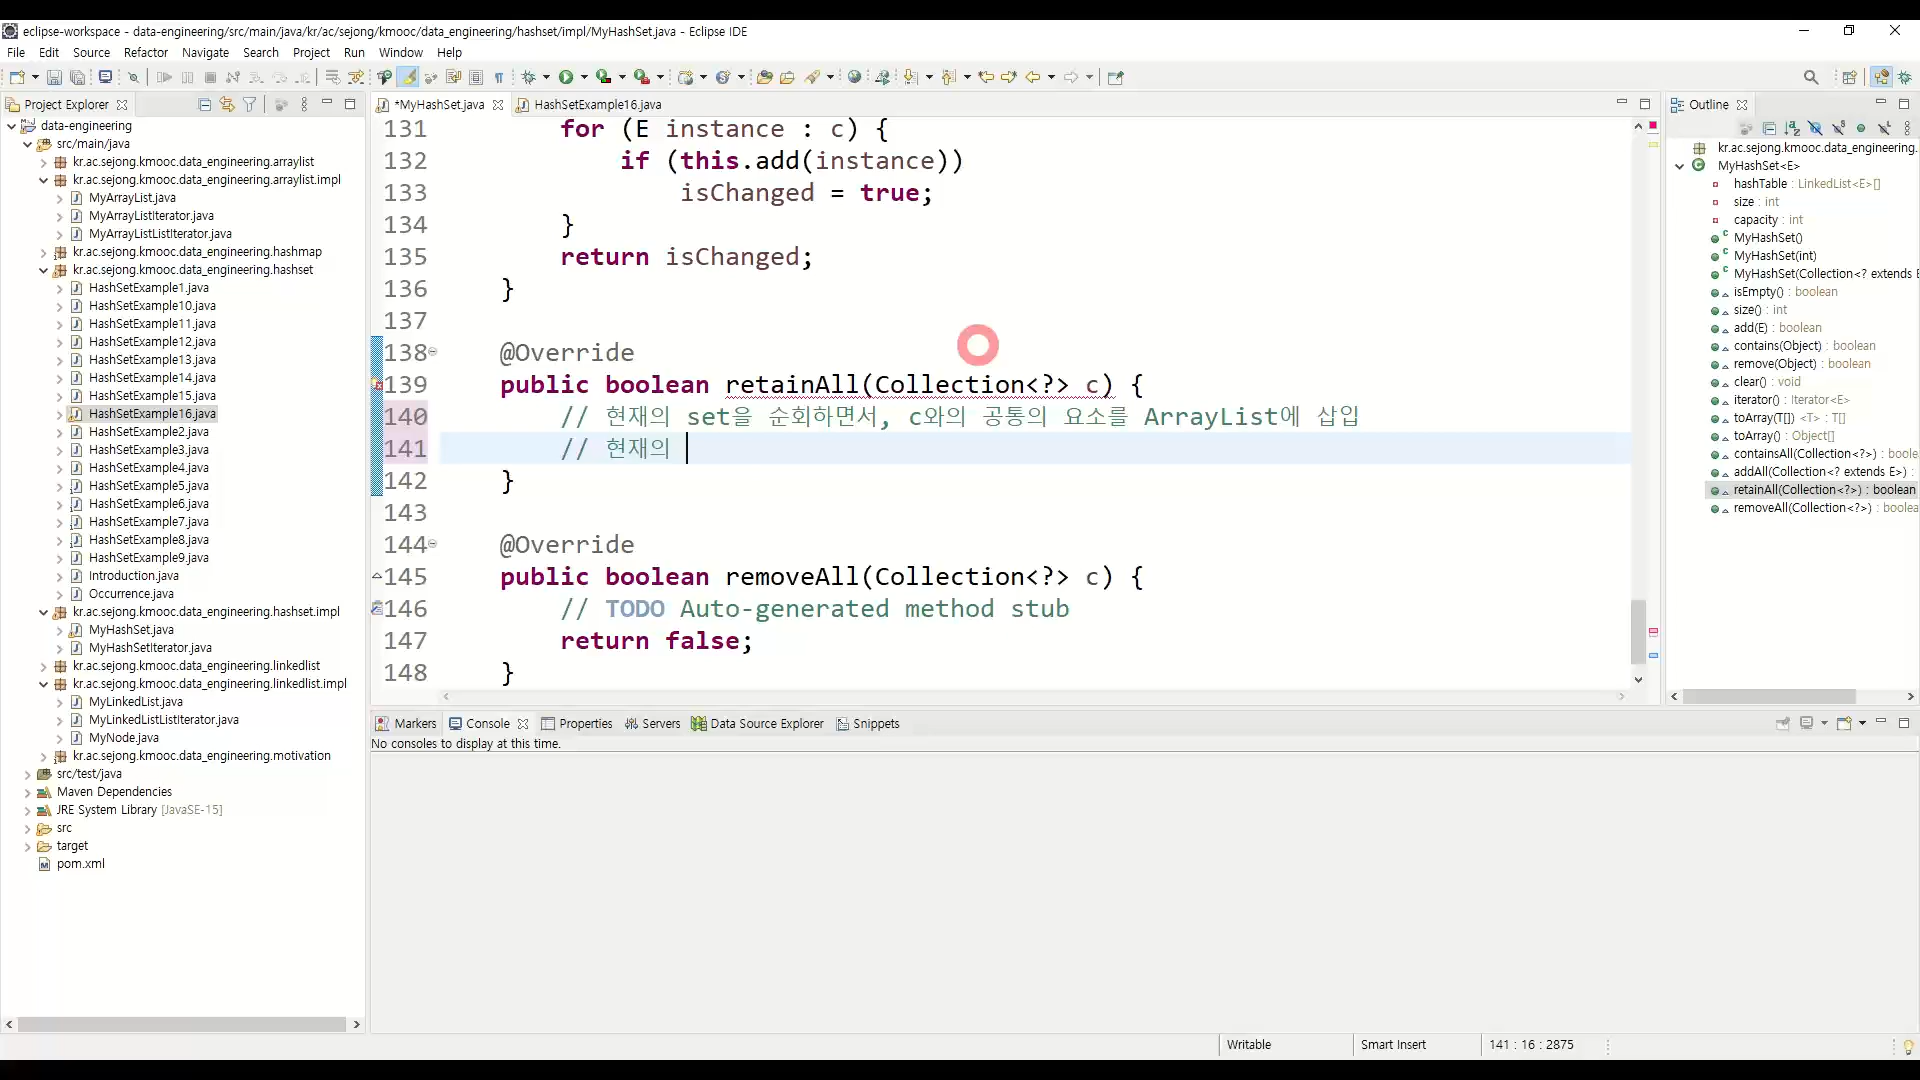 eclipse-workspace - data-engineering/src/main/java/kr/ac/sejong/kmooc/data_engineering/hashset/impl/MyHashSet.java - Eclipse IDE
File Edit Source Refactor Navigate Search Project Run Window Help
Project Explorer
*MyHashSet.java
HashSetExample16.java
Outline
data-engineering
src/main/java
kr.ac.sejong.kmooc.data_engineering.arraylist
kr.ac.sejong.kmooc.data_engineering.arraylist.impl
MyArrayList.java
MyArrayListIterator.java
MyArrayListListIterator.java
kr.ac.sejong.kmooc.data_engineering.hashmap
kr.ac.sejong.kmooc.data_engineering.hashset
HashSetExample1.java
HashSetExample10.java
HashSetExample11.java
HashSetExample12.java
HashSetExample13.java
HashSetExample14.java
HashSetExample15.java
HashSetExample16.java
HashSetExample2.java
HashSetExample3.java
HashSetExample4.java
HashSetExample5.java
HashSetExample6.java
HashSetExample7.java
HashSetExample8.java
HashSetExample9.java
Introduction.java
Occurrence.java
kr.ac.sejong.kmooc.data_engineering.hashset.impl
MyHashSet.java
MyHashSetIterator.java
kr.ac.sejong.kmooc.data_engineering.linkedlist
kr.ac.sejong.kmooc.data_engineering.linkedlist.impl
MyLinkedList.java
MyLinkedListListIterator.java
MyNode.java
kr.ac.sejong.kmooc.data_engineering.motivation
src/test/java
Maven Dependencies
JRE System Library [JavaSE-15]
src
target
pom.xml
131 for (E instance : c) {
132 if (this.add(instance))
133 isChanged = true;
134 }
135 return isChanged;
136 }
137
138 @Override
139 public boolean retainAll(Collection<?> c) {
140 // 현재의 set을 순회하면서, c와의 공통의 요소를 ArrayList에 삽입
141 // 현재의
142 }
143
144 @Override
145 public boolean removeAll(Collection<?> c) {
146 // TODO Auto-generated method stub
147 return false;
148 }
kr.ac.sejong.kmooc.data_engineering.
MyHashSet<E>
hashTable : LinkedList<E>[]
size : int
capacity : int
MyHashSet()
MyHashSet(int)
MyHashSet(Collection<? extends E
isEmpty() : boolean
size() : int
add(E) : boolean
contains(Object) : boolean
remove(Object) : boolean
clear() : void
iterator() : Iterator<E>
toArray(T[]) <T> : T[]
toArray() : Object[]
containsAll(Collection<?>) : boole
addAll(Collection<? extends E>) :
retainAll(Collection<?>) : boolean
removeAll(Collection<?>) : boolea
Markers Console Properties Servers Data Source Explorer Snippets
No consoles to display at this time.
Writable Smart Insert 141 : 16 : 2875